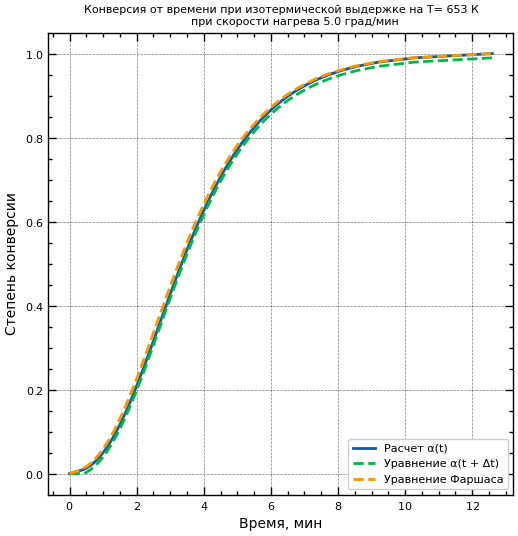 Конверсия от времени при изотермической выдержке на T= 653 K
при скорости нагрева 5.0 град/мин
Степень конверсии
1.0
0.8
0.6
0.4
0.2
0.0
0 2 4 6 8 10 12
Время, мин
Расчет α(t)
Уравнение α(t + Δt)
Уравнение Фаршаса